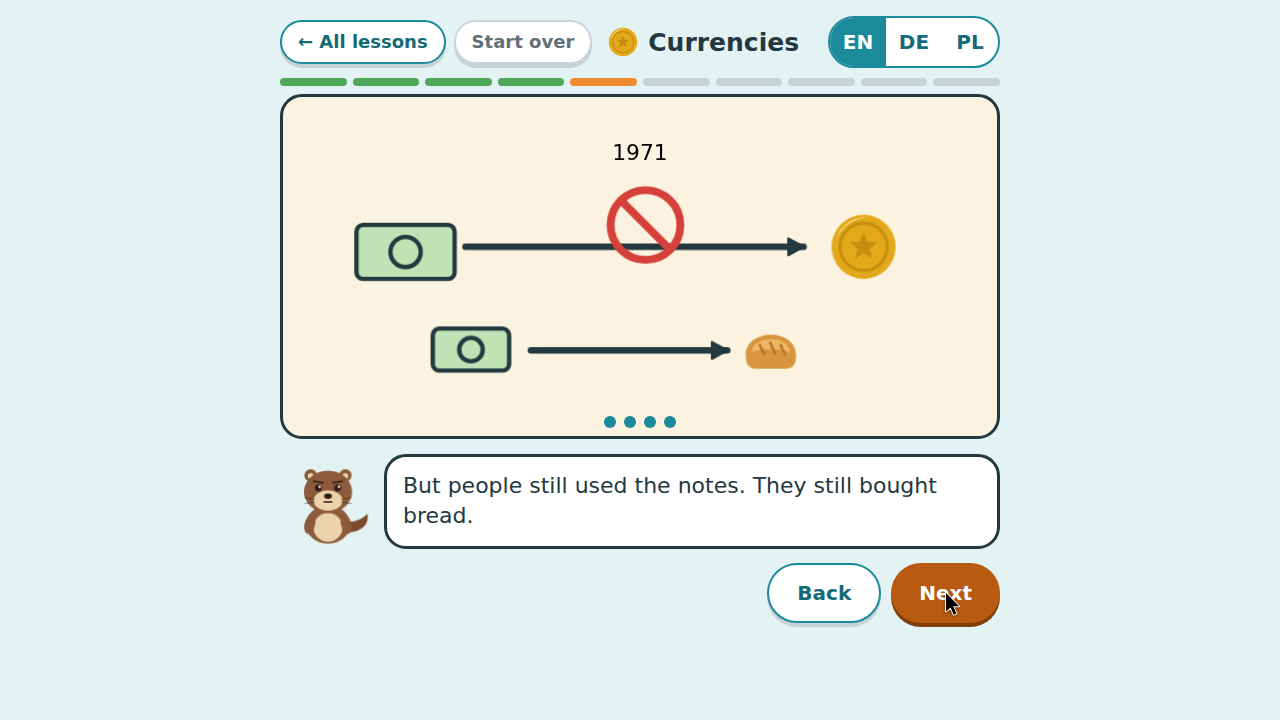 ← All lessons
Start over
Currencies
EN
DE
PL
1971
But people still used the notes. They still bought
bread.
Back
Next